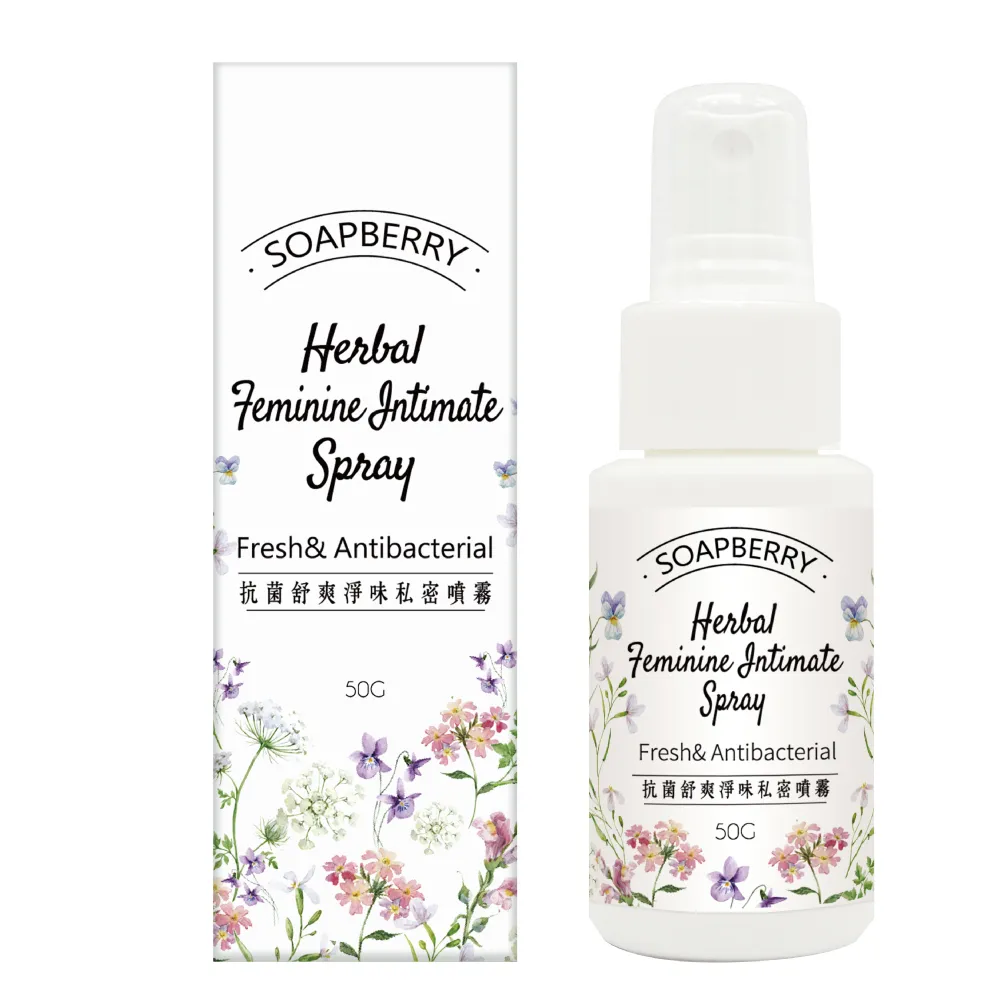 SOAPBERRY
Herbal
Feminine Intimate
Spray
Fresh& Antibacterial
抗菌舒爽淨味私密噴霧
50G
SOAPBERRY
Herbal
Feminine Intimate
Spray
Fresh& Antibacterial
抗菌舒爽淨味私密噴霧
50G